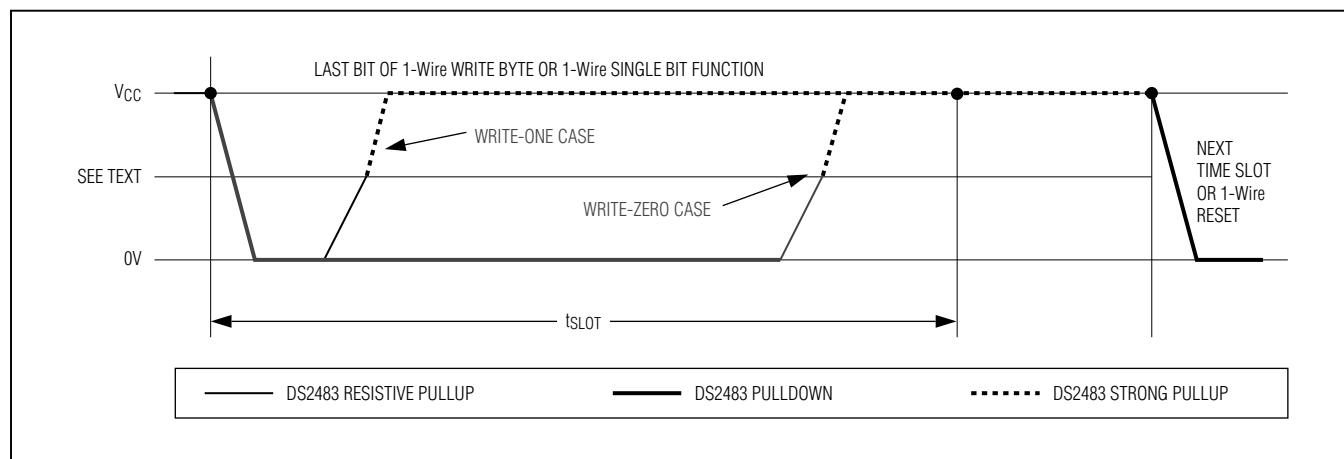 LAST BIT OF 1-Wire WRITE BYTE OR 1-Wire SINGLE BIT FUNCTION
VCC
WRITE-ONE CASE
NEXT
TIME SLOT
OR 1-Wire
RESET
SEE TEXT
WRITE-ZERO CASE
0V
tSLOT
DS2483 RESISTIVE PULLUP
DS2483 PULLDOWN
DS2483 STRONG PULLUP